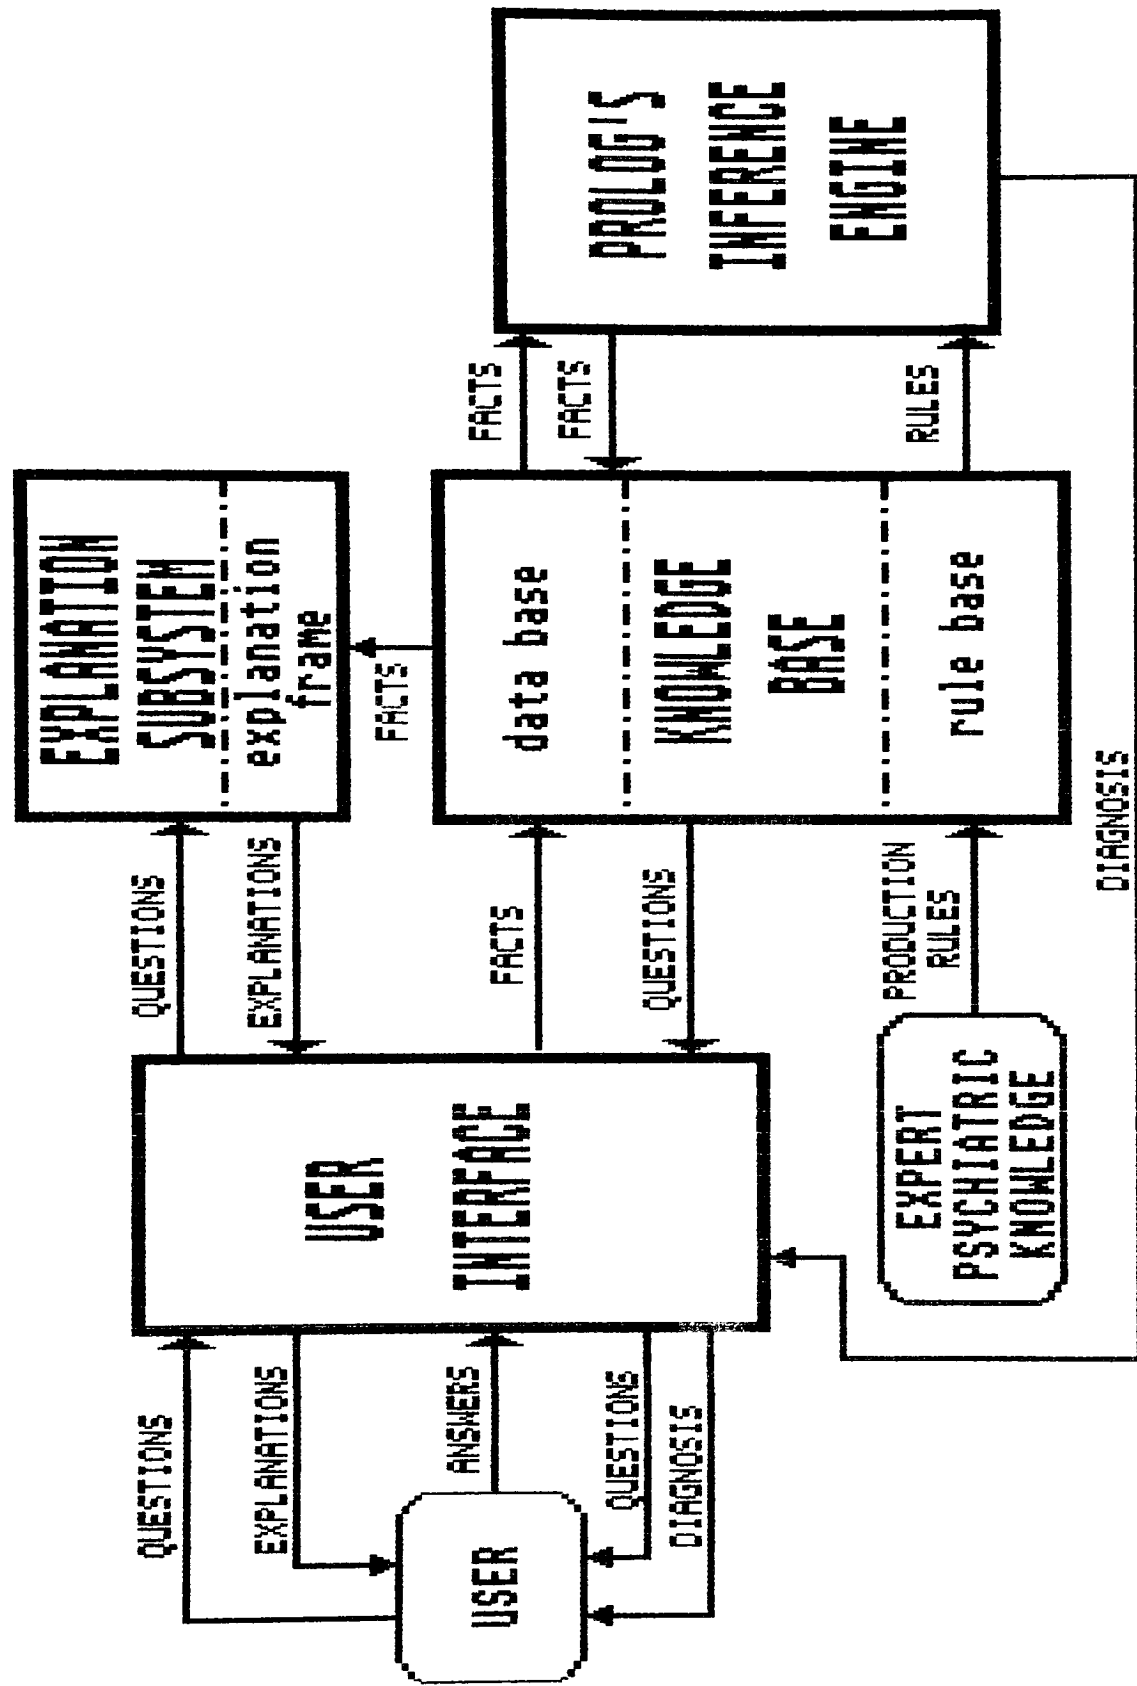 EXPLANATION
SUBSYSTEM
explanation
frame
QUESTIONS
EXPLANATIONS
QUESTIONS
EXPLANATIONS
FACTS
USER
INTERFACE
USER
ANSWERS
QUESTIONS
DIAGNOSIS
FACTS
QUESTIONS
data base
KNOWLEDGE
BASE
rule base
FACTS
FACTS
RULES
PROLOG'S
INFERENCE
ENGINE
PRODUCTION
RULES
EXPERT
PSYCHIATRIC
KNOWLEDGE
DIAGNOSIS